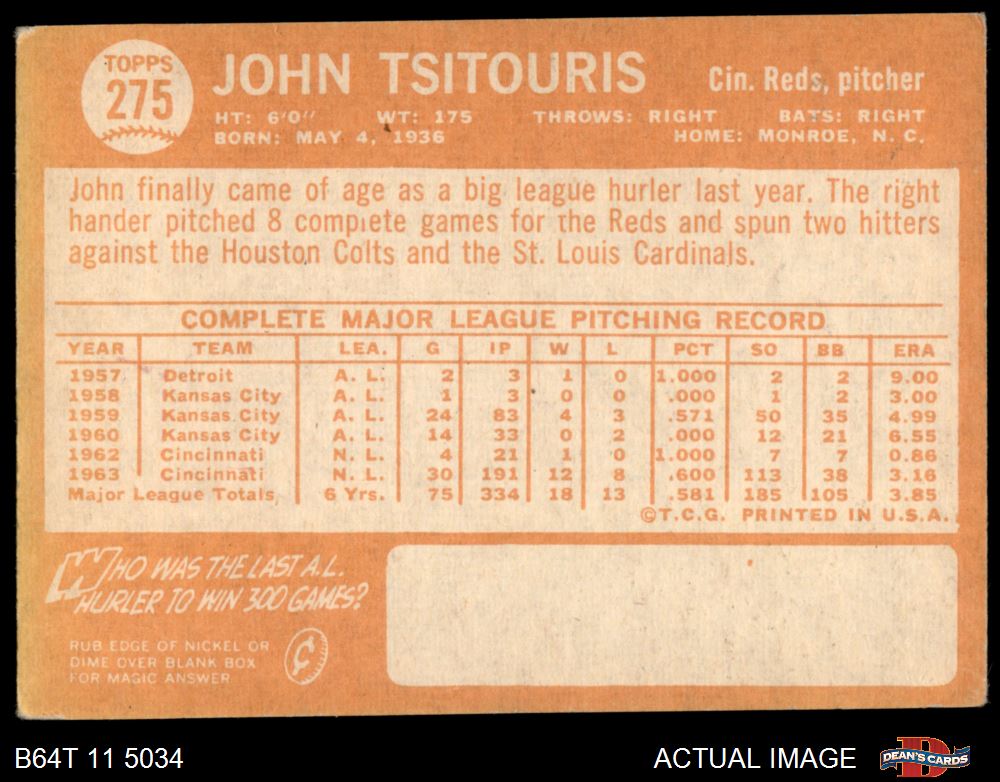 TOPPS
275
JOHN TSITOURIS
Cin. Reds, pitcher
HT: 6'0" WT: 175 THROWS: RIGHT BATS: RIGHT
BORN: MAY 4, 1936 HOME: MONROE, N. C.
John finally came of age as a big league hurler last year. The right
hander pitched 8 complete games for the Reds and spun two hitters
against the Houston Colts and the St. Louis Cardinals.
COMPLETE MAJOR LEAGUE PITCHING RECORD
YEAR TEAM LEA. G IP W L PCT SO BB ERA
1957 Detroit A. L. 2 3 1 0 1.000 2 2 9.00
1958 Kansas City A. L. 1 3 0 0 .000 1 2 3.00
1959 Kansas City A. L. 24 83 4 3 .571 50 35 4.99
1960 Kansas City A. L. 14 33 0 2 .000 12 21 6.55
1962 Cincinnati N. L. 4 21 1 0 1.000 7 7 0.86
1963 Cincinnati N. L. 30 191 12 8 .600 113 38 3.16
Major League Totals 6 Yrs. 75 334 18 13 .581 185 105 3.85
©T.C.G. PRINTED IN U.S.A.
WHO WAS THE LAST A.L.
HURLER TO WIN 300 GAMES?
RUB EDGE OF NICKEL OR
DIME OVER BLANK BOX
FOR MAGIC ANSWER
¢
B64T 11 5034
ACTUAL IMAGE
D
DEAN'S CARDS